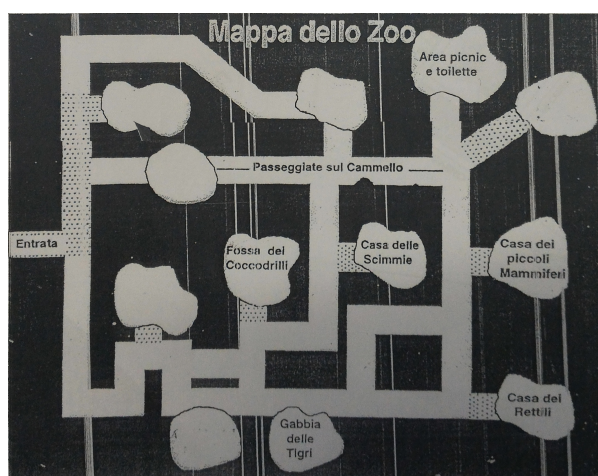 Mappa dello Zoo
Area picnic
e toilette
Passeggiate sul Cammello
Entrata
Fossa dei
Coccodrilli
Casa delle
Scimmie
Casa dei
piccoli
Mammiferi
Gabbia
delle
Tigri
Casa dei
Rettili